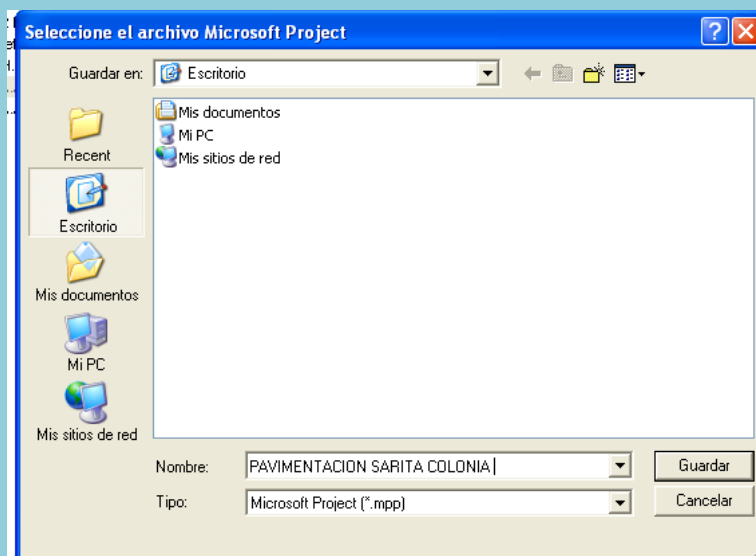 Seleccione el archivo Microsoft Project
Guardar en: Escritorio
Mis documentos
Mi PC
Mis sitios de red
Recent
Escritorio
Mis documentos
Mi PC
Mis sitios de red
Nombre: PAVIMENTACION SARITA COLONIA Guardar
Tipo: Microsoft Project (*.mpp) Cancelar